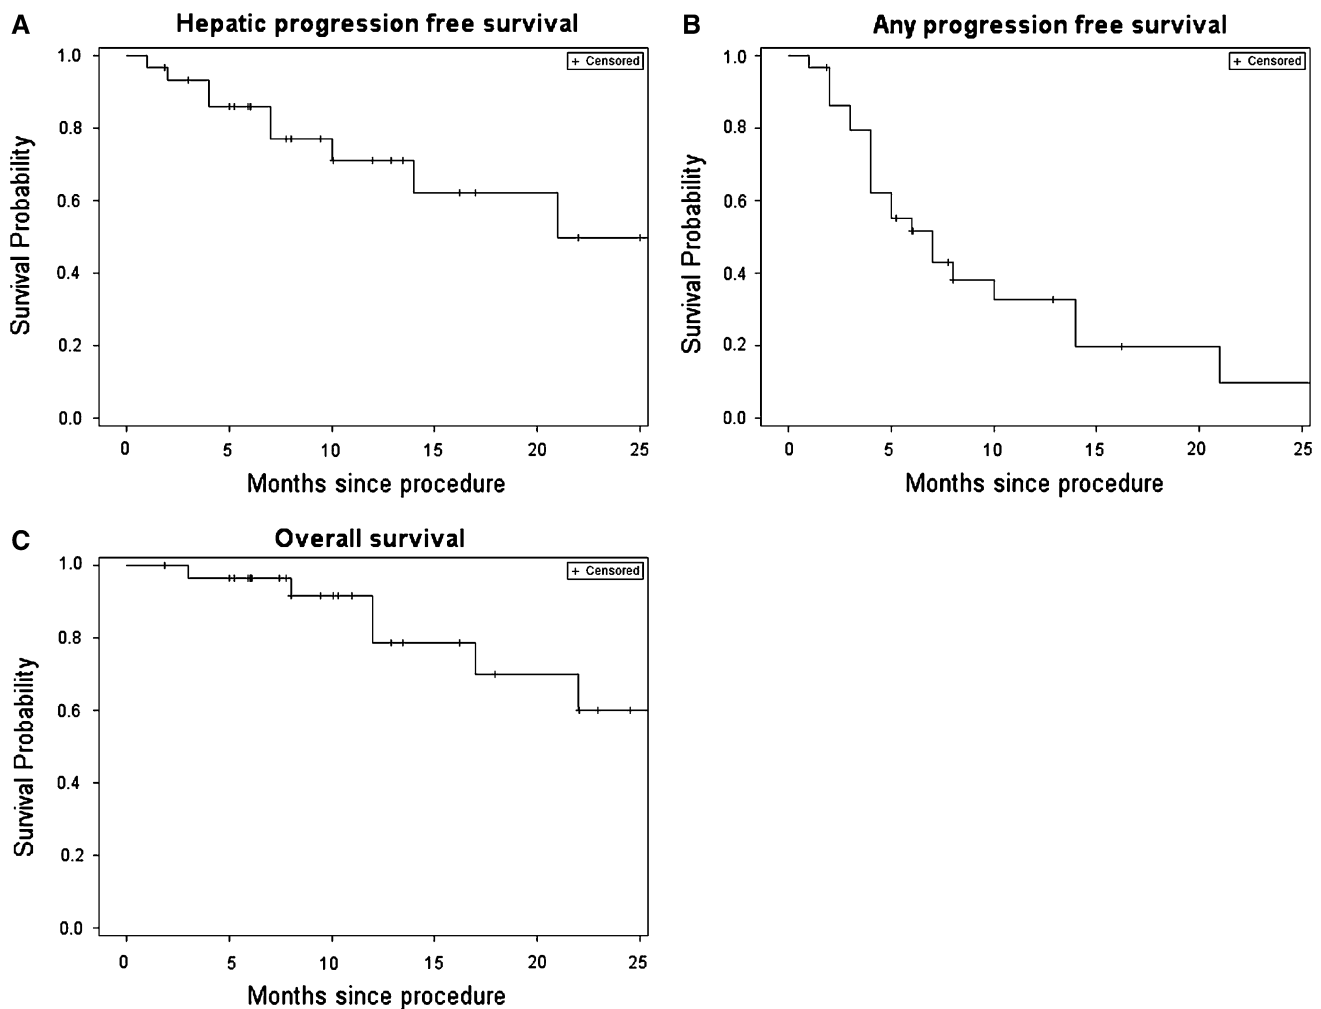 A Hepatic progression free survival
+ Censored
Survival Probability
1.0
0.8
0.6
0.4
0.2
0.0
0 5 10 15 20 25
Months since procedure
B Any progression free survival
+ Censored
Survival Probability
1.0
0.8
0.6
0.4
0.2
0.0
0 5 10 15 20 25
Months since procedure
C Overall survival
+ Censored
Survival Probability
1.0
0.8
0.6
0.4
0.2
0.0
0 5 10 15 20 25
Months since procedure